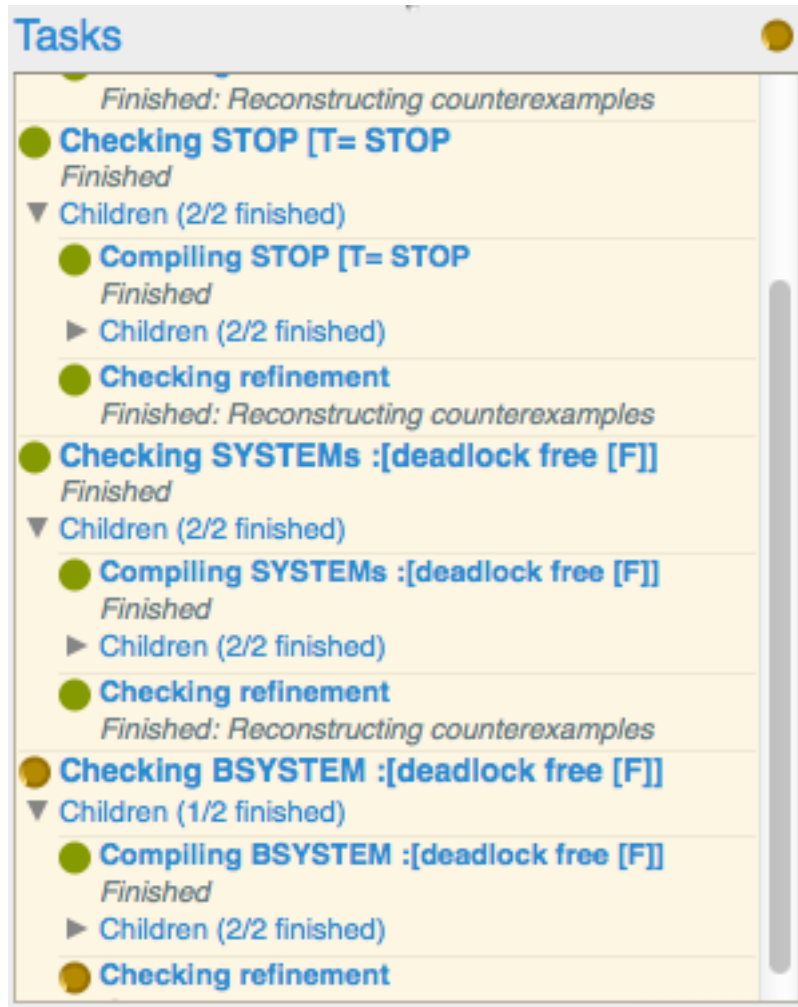 Tasks
Finished: Reconstructing counterexamples
Checking STOP [T= STOP
Finished
Children (2/2 finished)
Compiling STOP [T= STOP
Finished
Children (2/2 finished)
Checking refinement
Finished: Reconstructing counterexamples
Checking SYSTEMs :[deadlock free [F]]
Finished
Children (2/2 finished)
Compiling SYSTEMs :[deadlock free [F]]
Finished
Children (2/2 finished)
Checking refinement
Finished: Reconstructing counterexamples
Checking BSYSTEM :[deadlock free [F]]
Children (1/2 finished)
Compiling BSYSTEM :[deadlock free [F]]
Finished
Children (2/2 finished)
Checking refinement